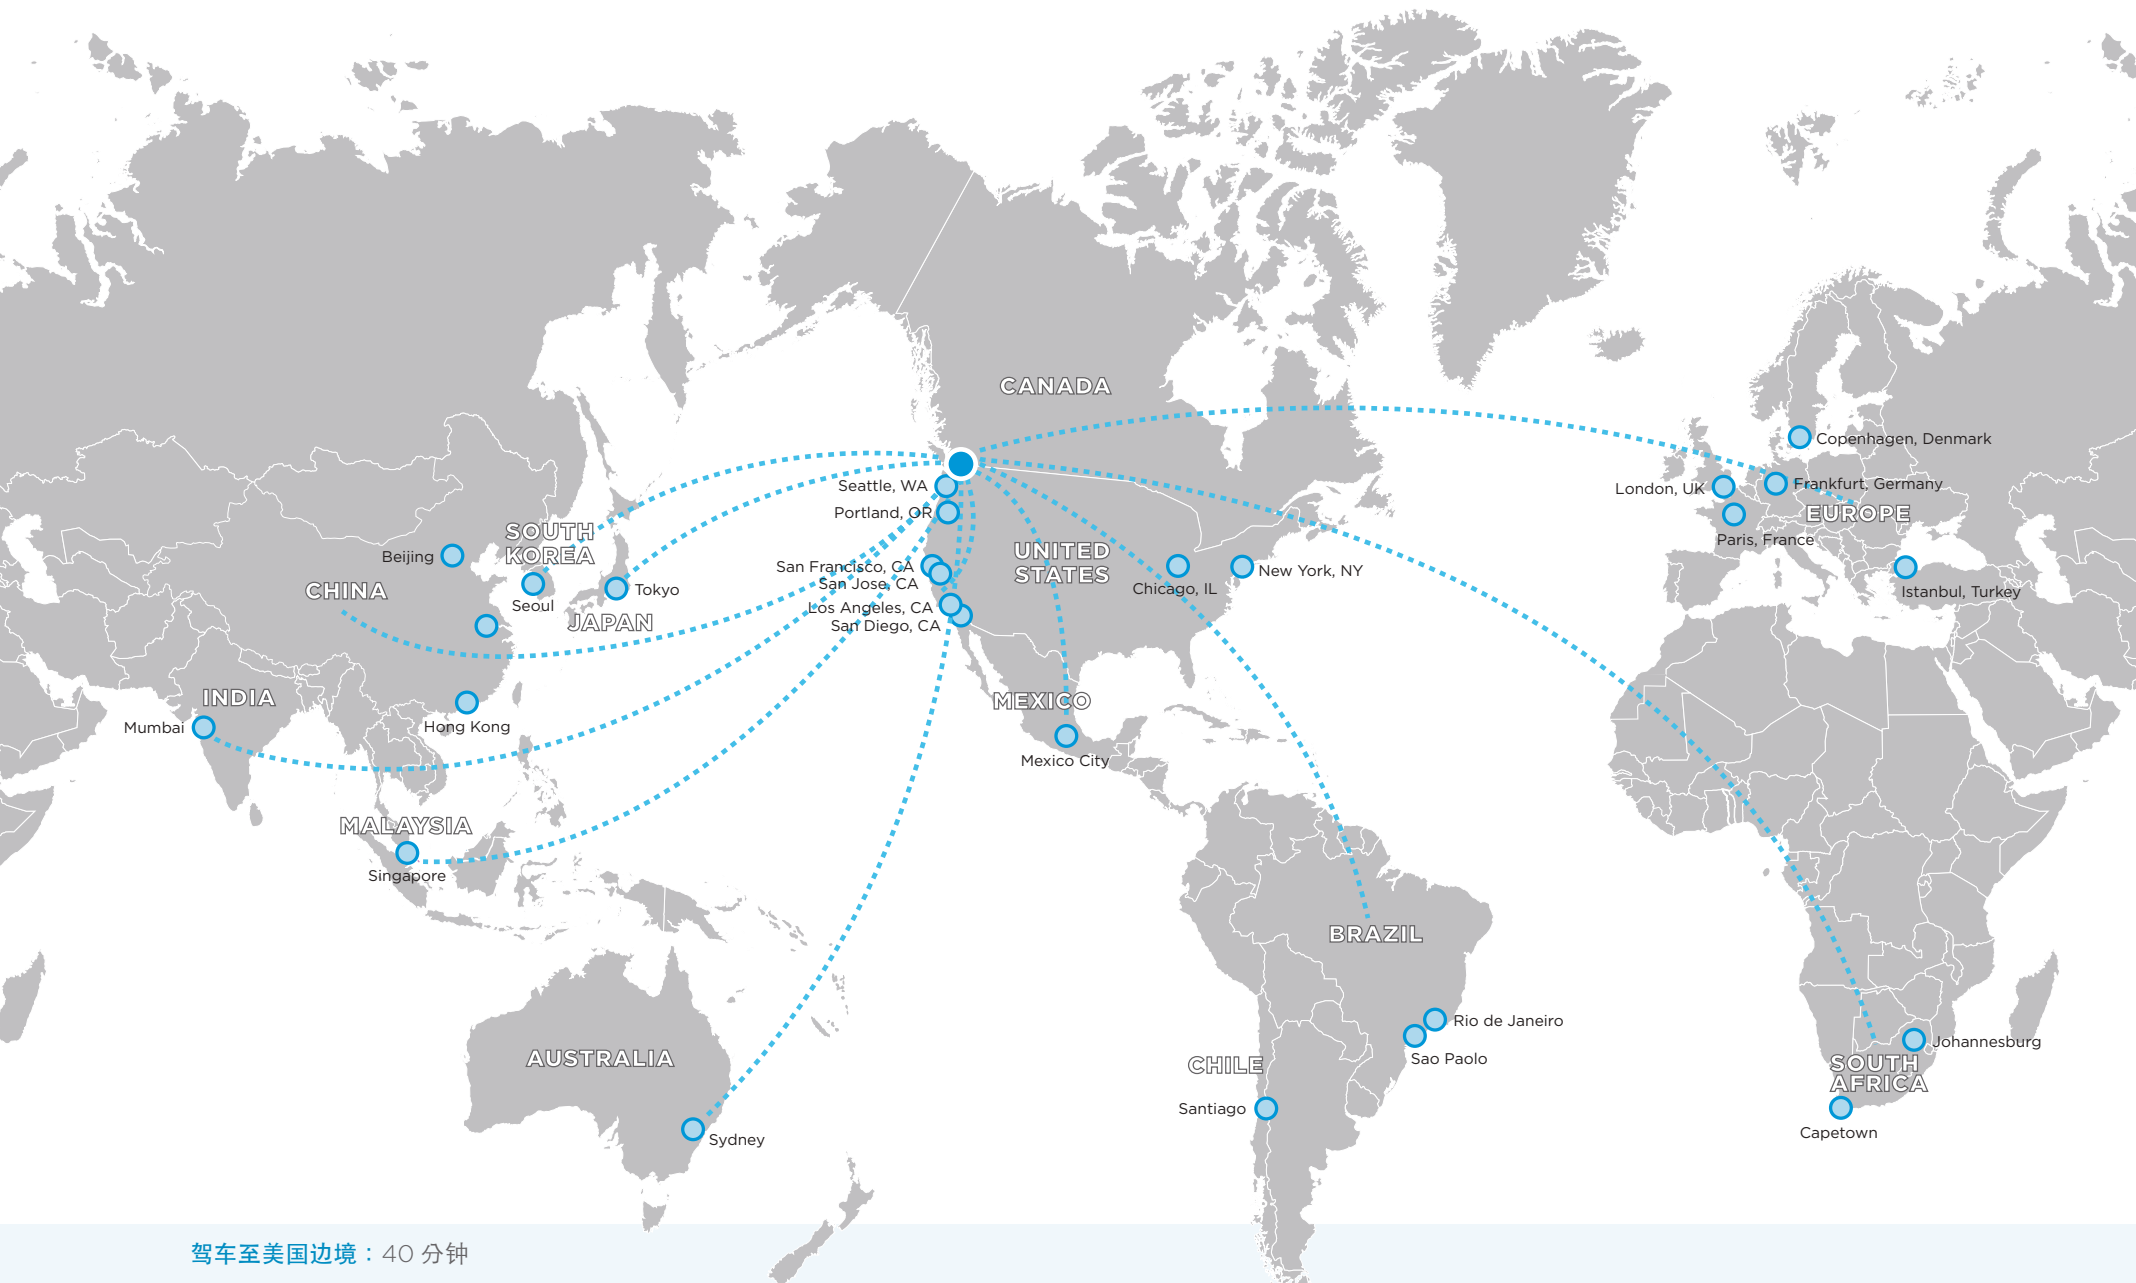 CANADA
Copenhagen, Denmark
Seattle, WA
London, UK
Frankfurt, Germany
Portland, OR
EUROPE
SOUTH
KOREA
Paris, France
Beijing
UNITED
STATES
San Francisco, CA
San Jose, CA
Chicago, IL
New York, NY
CHINA
Seoul
Tokyo
Istanbul, Turkey
JAPAN
Los Angeles, CA
San Diego, CA
INDIA
MEXICO
Mumbai
Hong Kong
Mexico City
MALAYSIA
Singapore
BRAZIL
Rio de Janeiro
Sao Paolo
AUSTRALIA
CHILE
Johannesburg
SOUTH
AFRICA
Santiago
Capetown
Sydney
驾车至美国边境：40 分钟